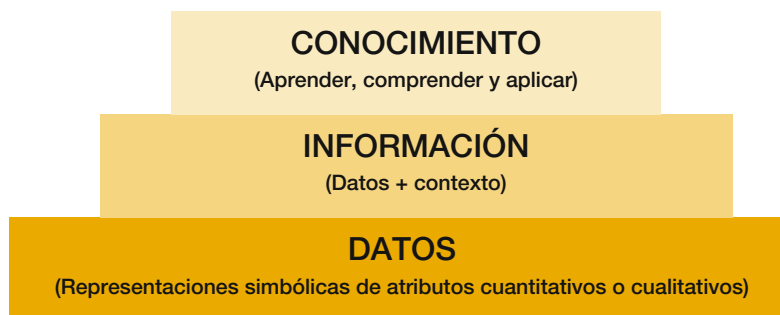 CONOCIMIENTO
(Aprender, comprender y aplicar)
INFORMACIÓN
(Datos + contexto)
DATOS
(Representaciones simbólicas de atributos cuantitativos o cualitativos)